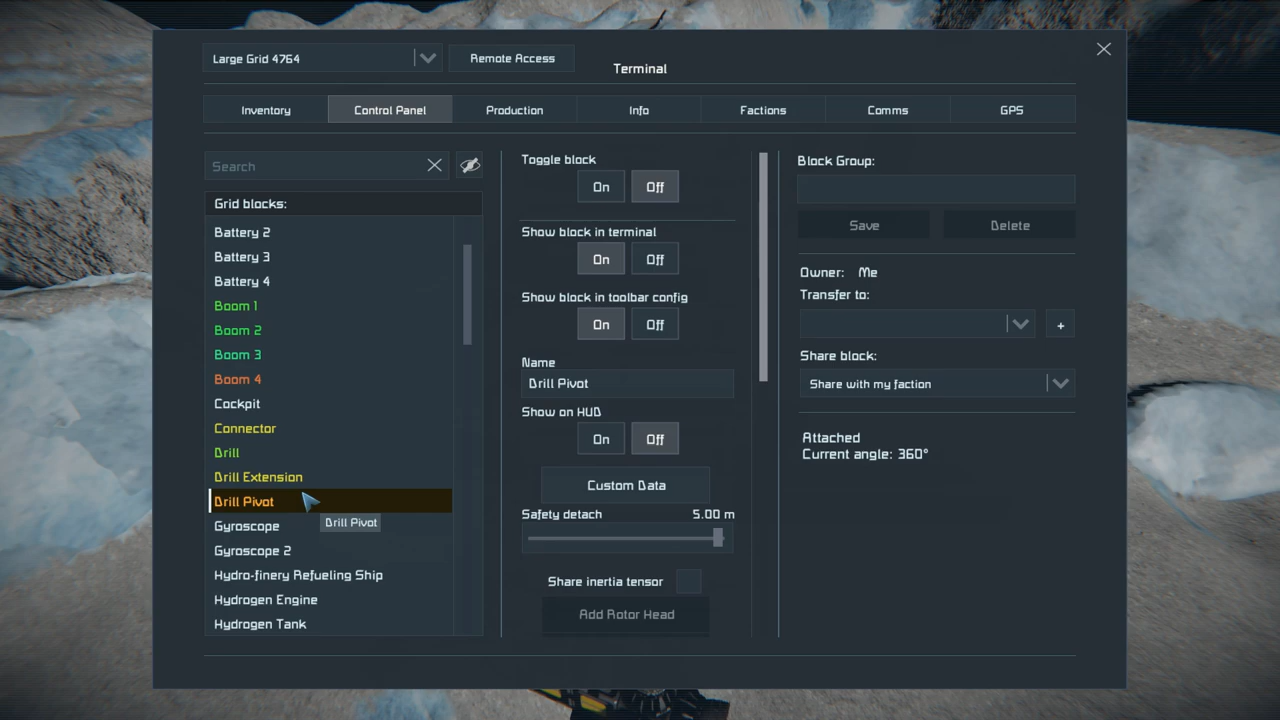 Large Grid 4764
Remote Access
Terminal
Inventory
Control Panel
Production
Info
Factions
Comms
GPS
Search
Grid blocks:
Battery 2
Battery 3
Battery 4
Boom 1
Boom 2
Boom 3
Boom 4
Cockpit
Connector
Drill
Drill Extension
Drill Pivot
Drill Pivot
Gyroscope
Gyroscope 2
Hydro-finery Refueling Ship
Hydrogen Engine
Hydrogen Tank
Toggle block
On Off
Show block in terminal
On Off
Show block in toolbar config
On Off
Name
Drill Pivot
Show on HUD
On Off
Custom Data
Safety detach 5.00 m
Share inertia tensor
Add Rotor Head
Block Group:
Save
Delete
Owner: Me
Transfer to:
+
Share block:
Share with my faction
Attached
Current angle: 360°